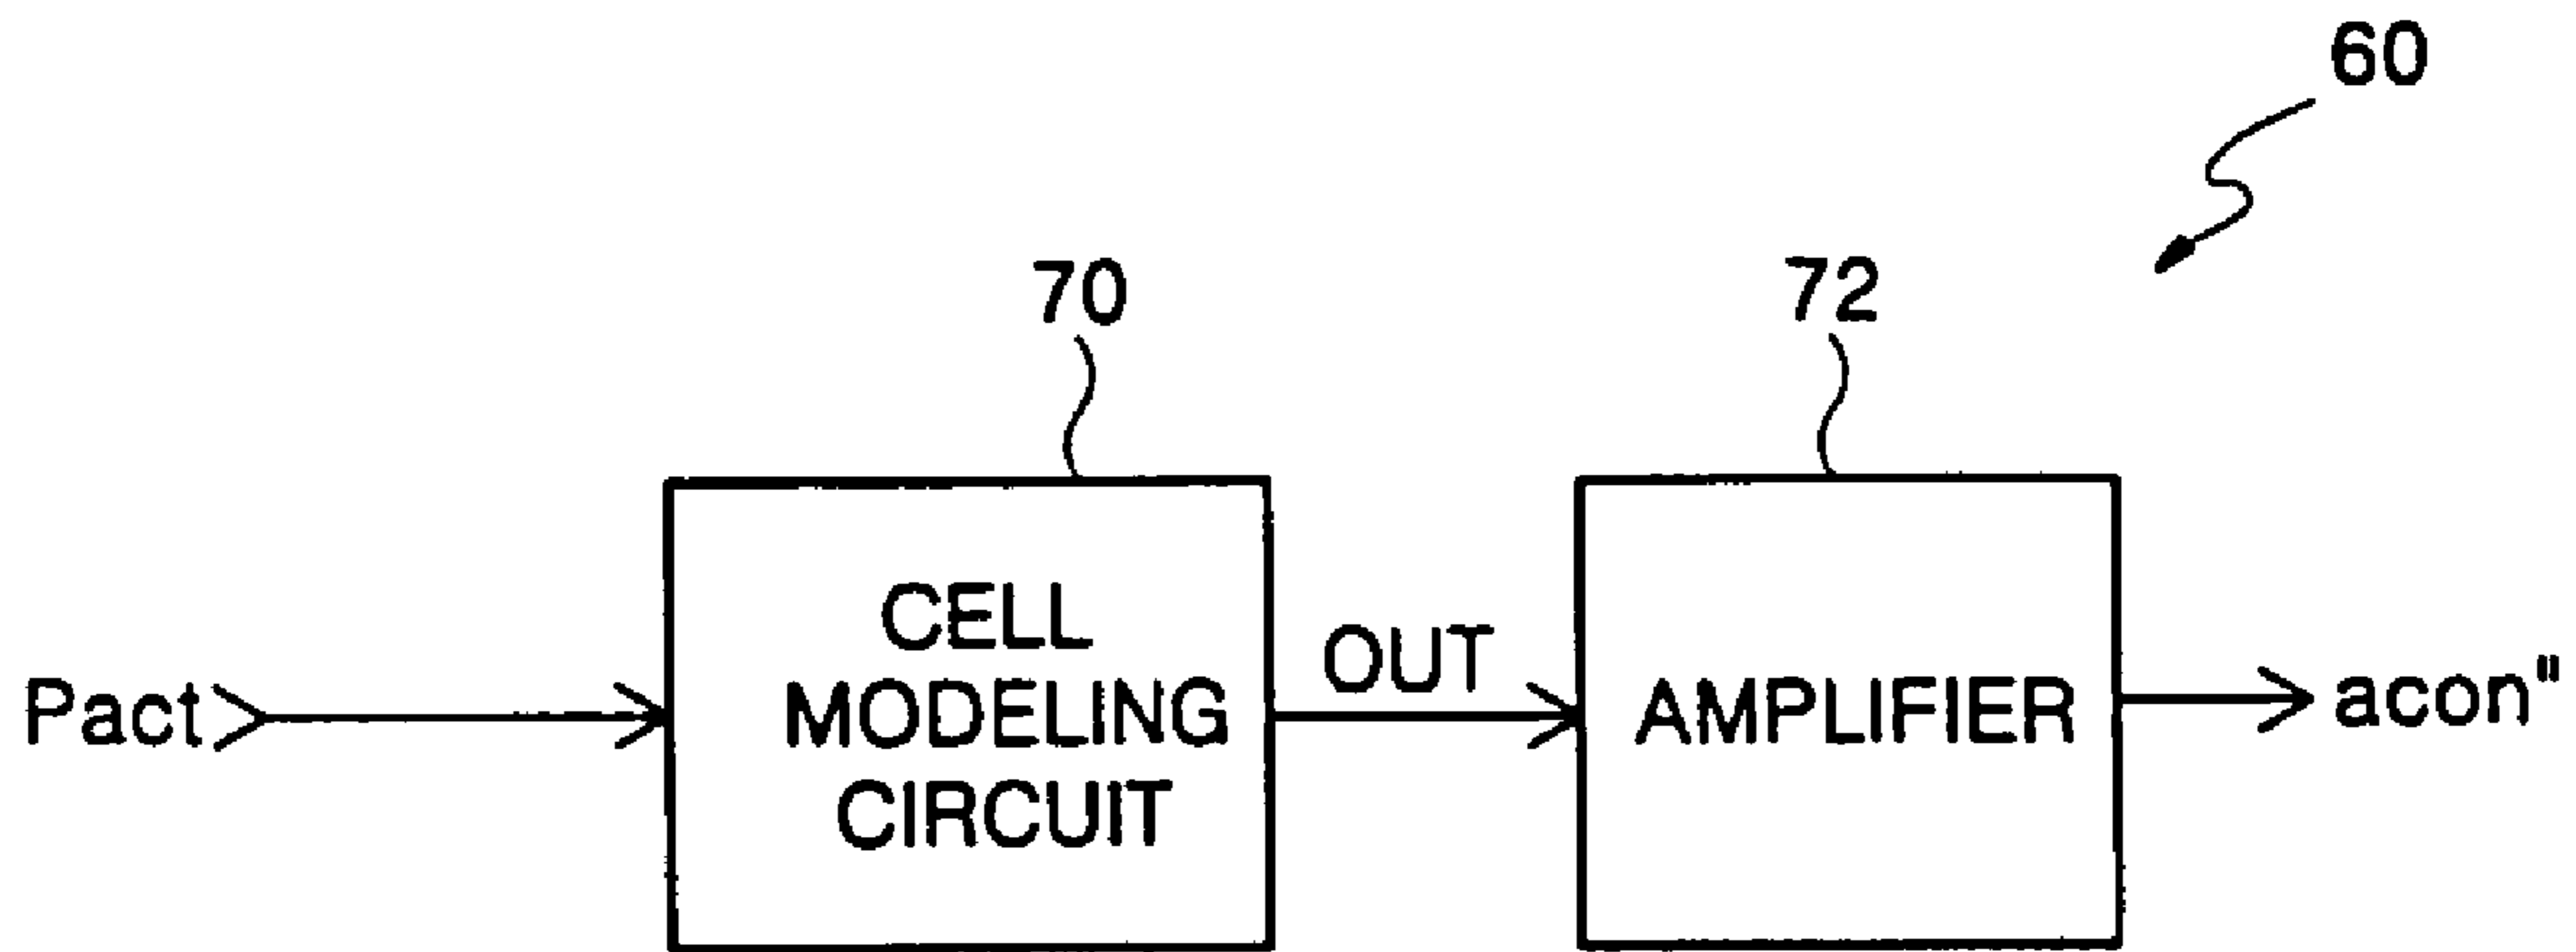 60
70
72
CELL
MODELING
CIRCUIT
OUT
AMPLIFIER
Pact
acon"